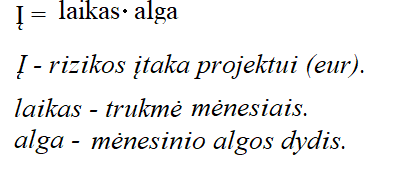 Į = laikas· alga
Į - rizikos įtaka projektui (eur).
laikas - trukmė mėnesiais.
alga - mėnesinio algos dydis.